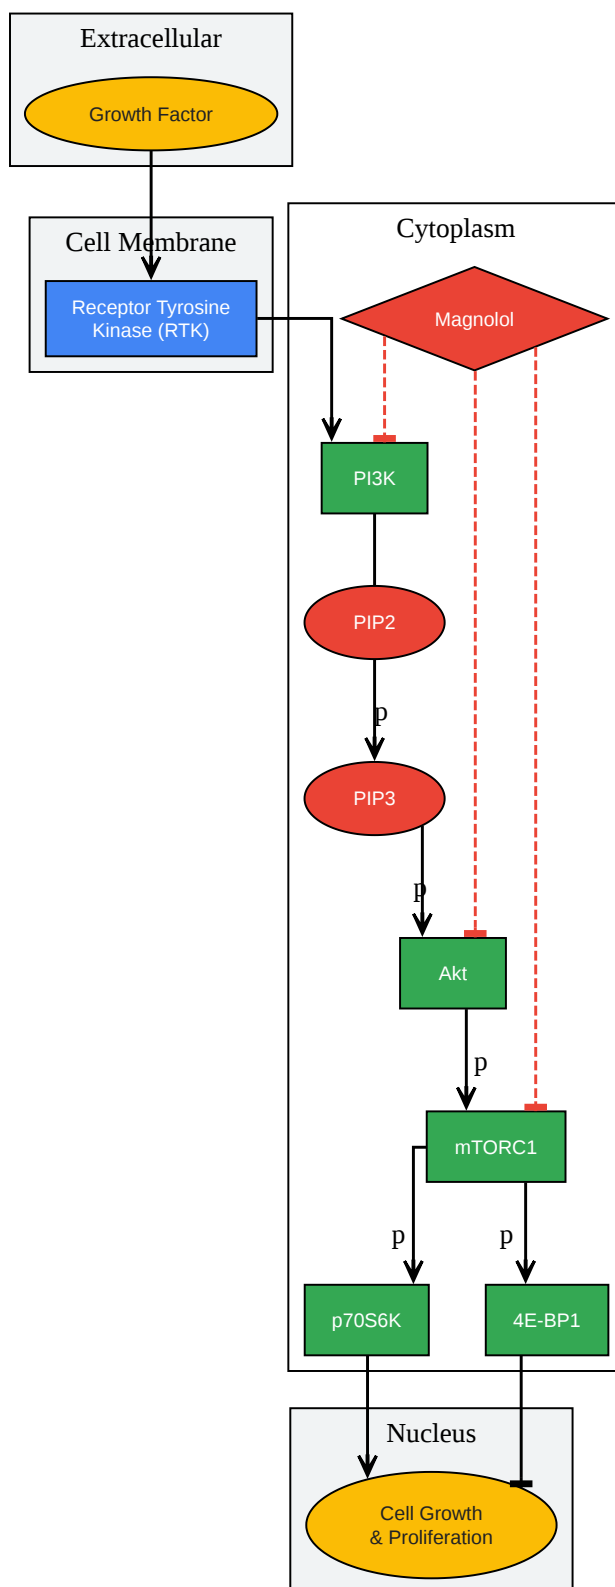 Extracellular
Growth Factor
Cell Membrane
Receptor Tyrosine
Kinase (RTK)
Cytoplasm
Magnolol
PI3K
PIP2
p
PIP3
p
Akt
p
mTORC1
p
p
p70S6K
4E-BP1
Nucleus
Cell Growth
& Proliferation